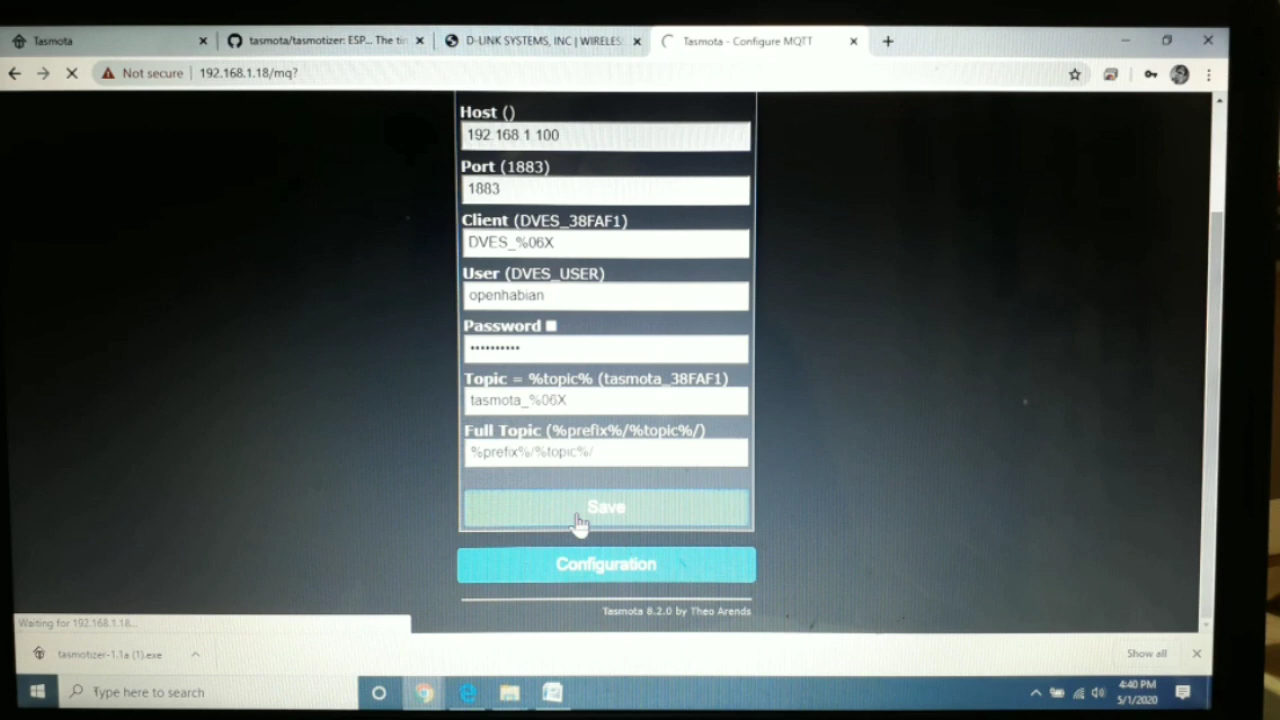 Tasmota
tasmota/tasmotizer: ESP... The tin
D-LINK SYSTEMS, INC | WIRELES
Tasmota - Configure MQTT
Not secure
192.168.1.18/mq?
Host ()
192.168.1.100
Port (1883)
1883
Client (DVES_38FAF1)
DVES_%06X
User (DVES_USER)
openhabian
Password
••••••••••
Topic = %topic% (tasmota_38FAF1)
tasmota_%06X
Full Topic (%prefix%/%topic%/)
%prefix%/%topic%/
Save
Configuration
Tasmota 8.2.0 by Theo Arends
Waiting for 192.168.1.18...
tasmotizer-1.1a (1).exe
Show all
Type here to search
4:40 PM
5/1/2020